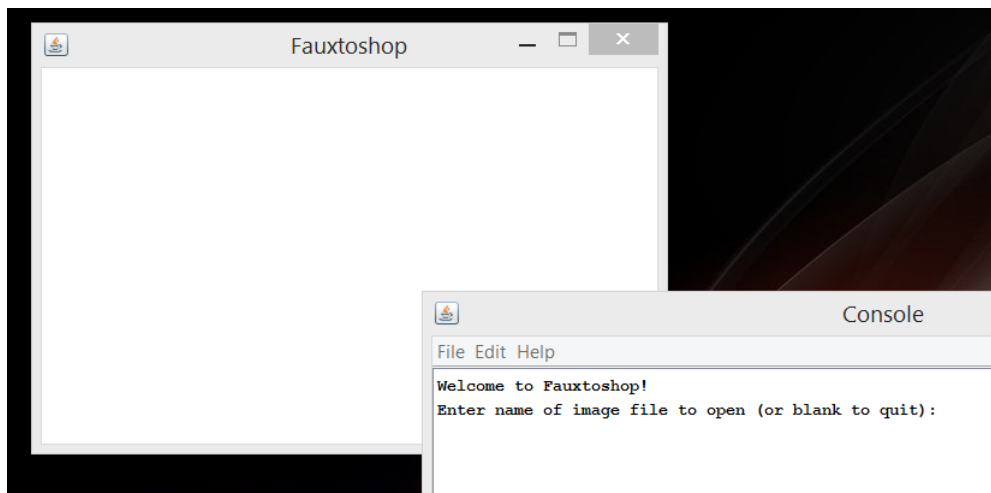 Fauxtoshop
Console
File Edit Help
Welcome to Fauxtoshop!
Enter name of image file to open (or blank to quit):